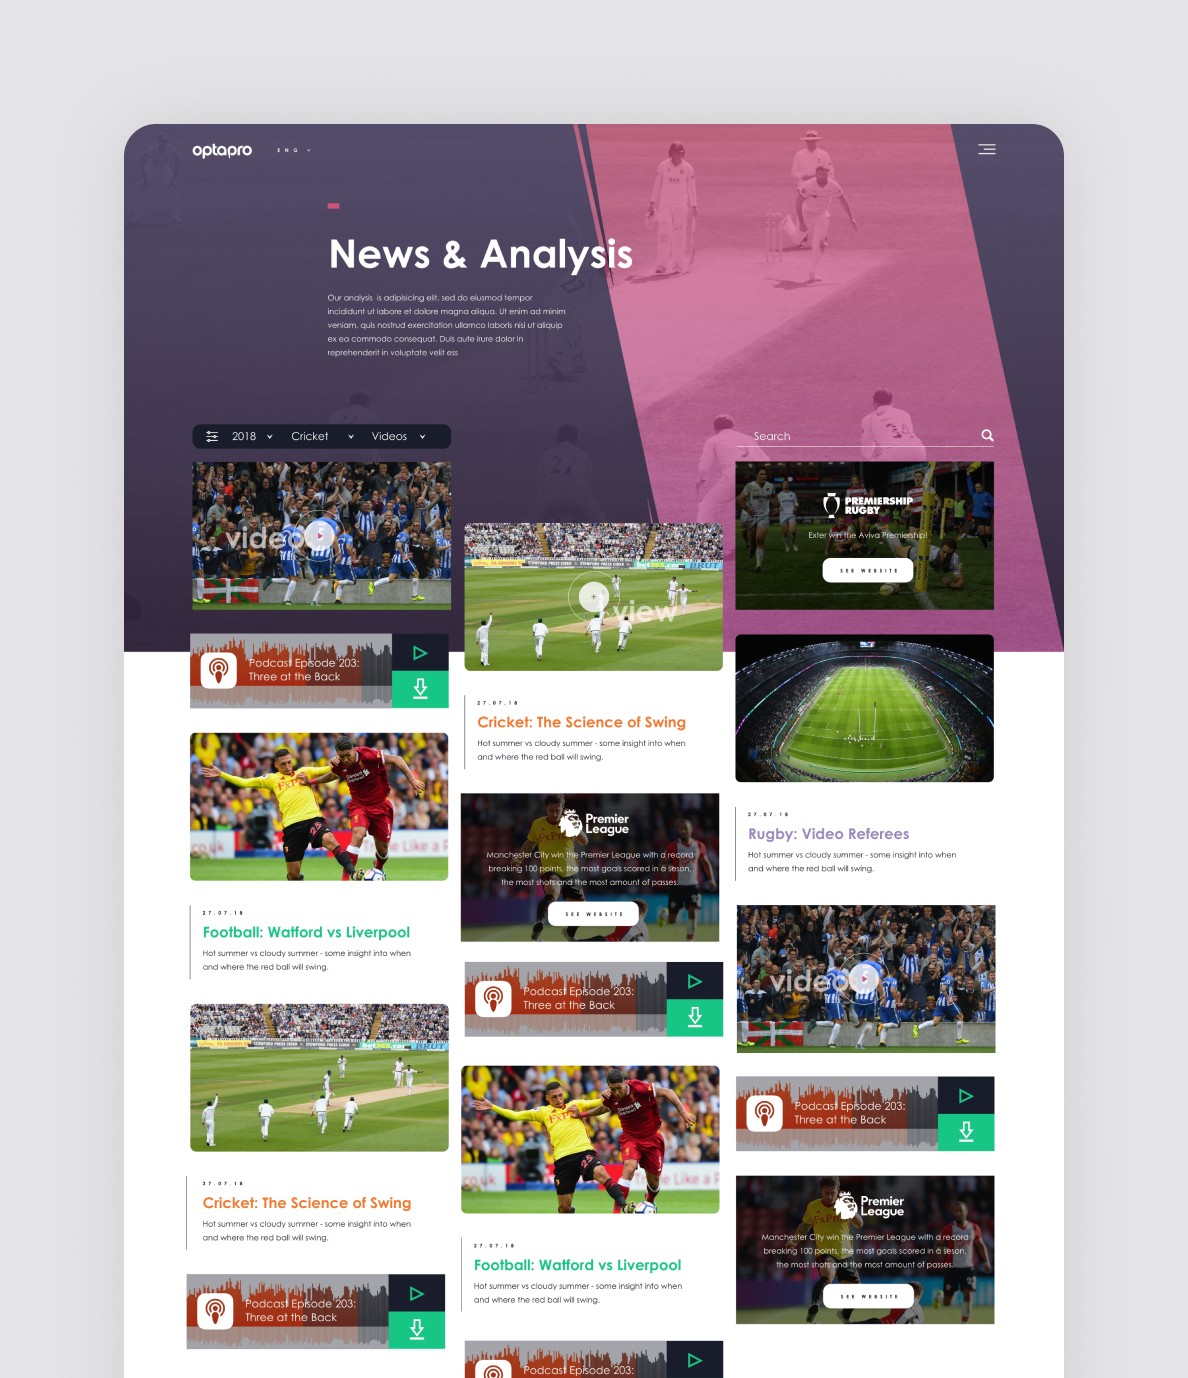 optapro
ENG
News & Analysis
Our analysis is adipisicing elit, sed do eiusmod tempor
incididunt ut labore et dolore magna aliqua. Ut enim ad minim
veniam, quis nostrud exercitation ullamco laboris nisi ut aliquip
ex ea commodo consequat. Duis aute irure dolor in
reprehenderit in voluptate velit ess
2018 Cricket Videos
Search
video
Podcast Episode 203:
Three at the Back
27.07.18
Football: Watford vs Liverpool
Hot summer vs cloudy summer - some insight into when
and where the red ball will swing.
bet365.com BRUT
27.07.18
Cricket: The Science of Swing
Hot summer vs cloudy summer - some insight into when
and where the red ball will swing.
Podcast Episode 203:
Three at the Back
bet365.com BRUT
view
27.07.18
Cricket: The Science of Swing
Hot summer vs cloudy summer - some insight into when
and where the red ball will swing.
Premier
League
Manchester City win the Premier League with a record
breaking 100 points, the most goals scored in a seson,
the most shots and the most amount of passes.
SEE WEBSITE
Podcast Episode 203:
Three at the Back
27.07.18
Football: Watford vs Liverpool
Hot summer vs cloudy summer - some insight into when
and where the red ball will swing.
Podcast Episode 203:
PREMIERSHIP
RUGBY
Exter win the Aviva Premiership!
SEE WEBSITE
27.07.18
Rugby: Video Referees
Hot summer vs cloudy summer - some insight into when
and where the red ball will swing.
video
Podcast Episode 203:
Three at the Back
Premier
League
Manchester City win the Premier League with a record
breaking 100 points, the most goals scored in a seson,
the most shots and the most amount of passes.
SEE WEBSITE